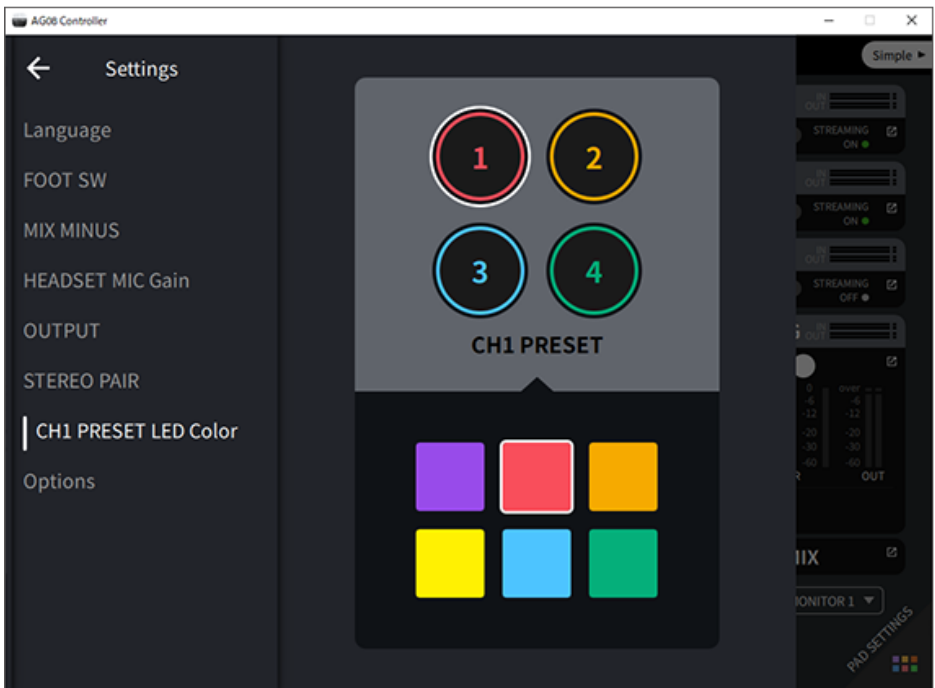 AG08 Controller
Settings
Simple
Language
FOOT SW
MIX MINUS
HEADSET MIC Gain
OUTPUT
STEREO PAIR
CH1 PRESET LED Color
Options
1
2
3
4
CH1 PRESET
IN
OUT
STREAMING
ON
IN
OUT
STREAMING
ON
IN
OUT
STREAMING
OFF
G IN
OUT
0 over
-6 -6
-12 -12
-20 -20
-30 -30
-60 -60
R OUT
MIX
MONITOR 1
PAD SETTINGS